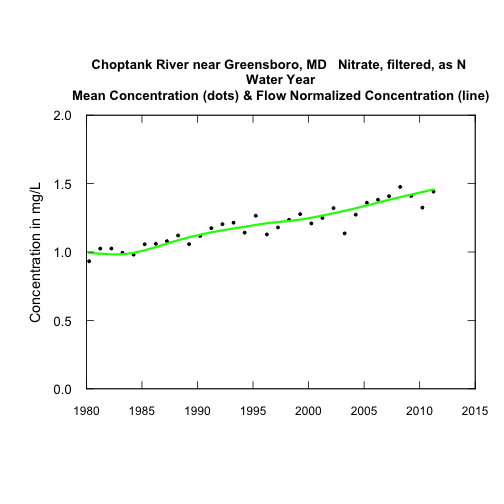 Choptank River near Greensboro, MD   Nitrate, filtered, as N
Water Year
Mean Concentration (dots) & Flow Normalized Concentration (line)
2.0
1.5
1.0
0.5
0.0
Concentration in mg/L
1980 1985 1990 1995 2000 2005 2010 2015